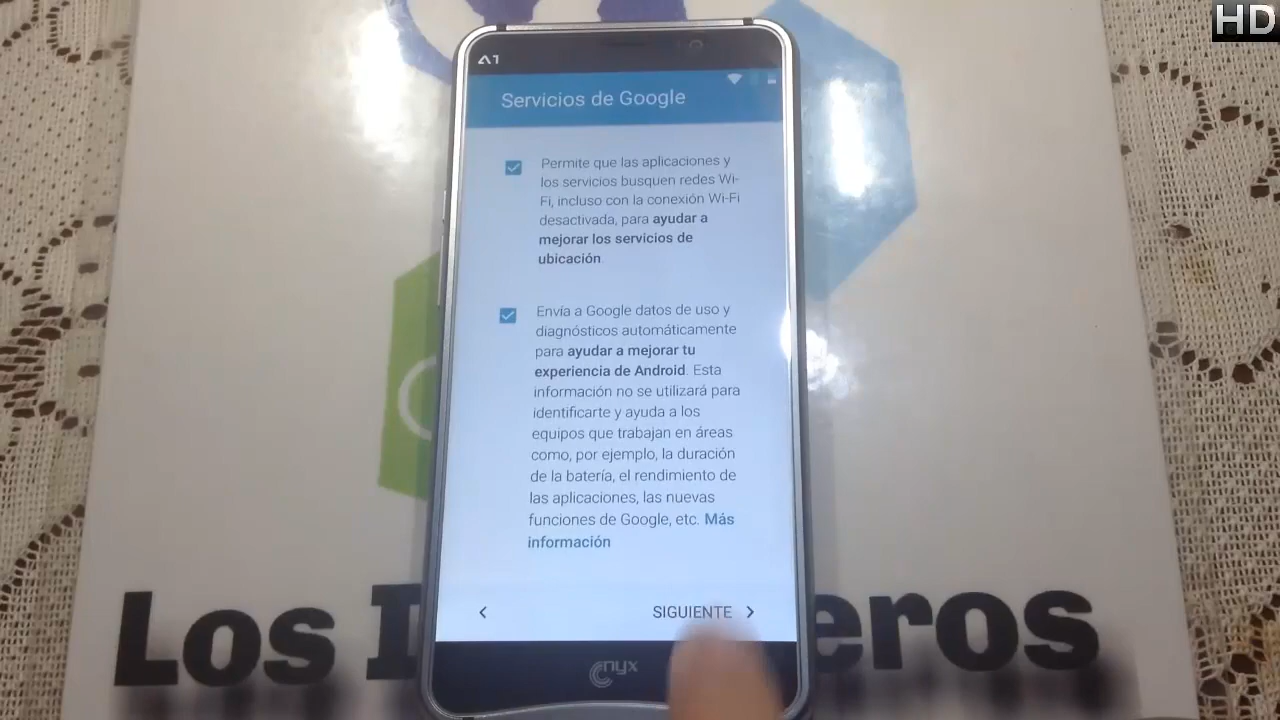 HD
A1
Servicios de Google
Permite que las aplicaciones y
los servicios busquen redes Wi-
Fi, incluso con la conexión Wi-Fi
desactivada, para ayudar a
mejorar los servicios de
ubicación.
Envía a Google datos de uso y
diagnósticos automáticamente
para ayudar a mejorar tu
experiencia de Android. Esta
información no se utilizará para
identificarte y ayuda a los
equipos que trabajan en áreas
como, por ejemplo, la duración
de la batería, el rendimiento de
las aplicaciones, las nuevas
funciones de Google, etc. Más
información
SIGUIENTE
nyx
Los